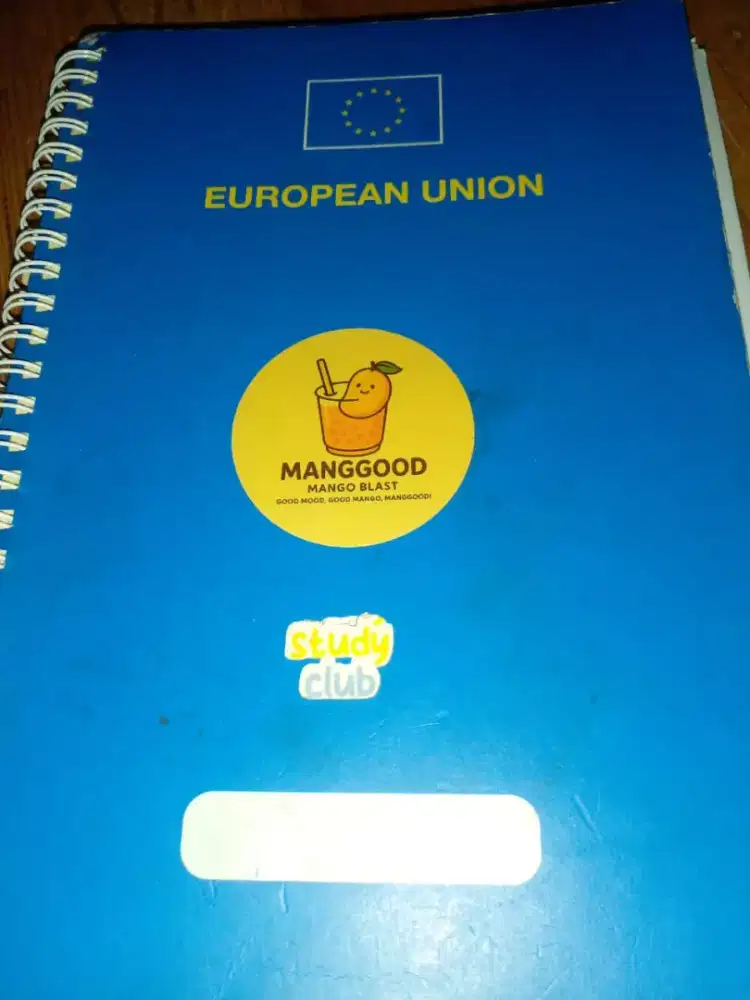 EUROPEAN UNION
MANGGOOD
MANGO BLAST
GOOD MOOD, GOOD MANGO, MANGGOOD!
study
club